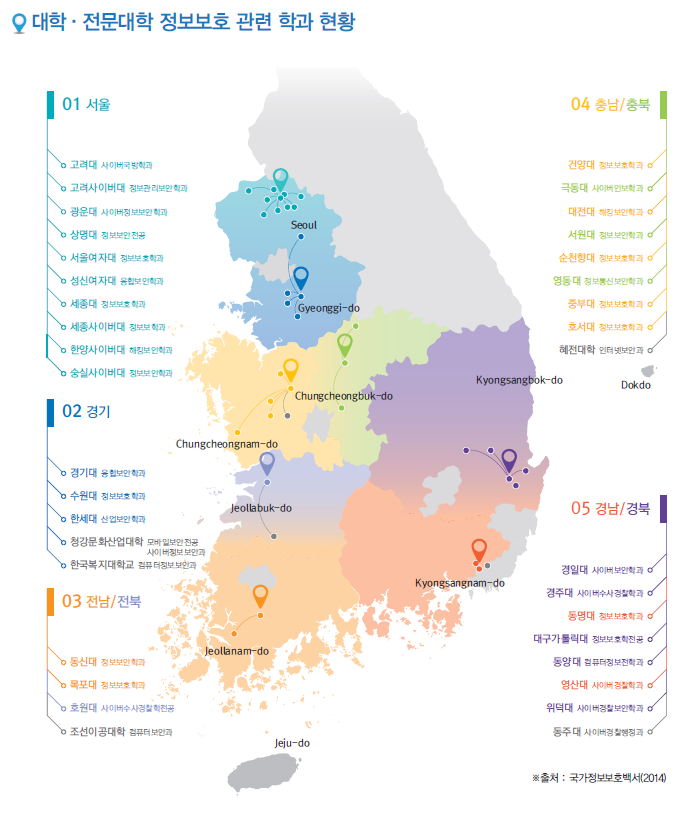 대학 · 전문대학 정보보호 관련 학과 현황
01 서울
고려대 사이버국방학과
고려사이버대 정보관리보안학과
광운대 사이버정보보안학과
상명대 정보보안전공
서울여자대 정보보호학과
성신여자대 융합보안학과
세종대 정보보호학과
세종사이버대 정보보호학과
한양사이버대 해킹보안학과
숭실사이버대 정보보안학과
02 경기
경기대 융합보안학과
수원대 정보보호학과
한세대 산업보안학과
청강문화산업대학 모바일보안전공
사이버정보보안과
한국복지대학교 컴퓨터정보보안과
03 전남/전북
동신대 정보보안학과
목포대 정보보호학과
호원대 사이버수사경찰학전공
조선이공대학 컴퓨터보안과
04 충남/충북
건양대 정보보호학과
극동대 사이버안보학과
대전대 해킹보안학과
서원대 정보보안학과
순천향대 정보보호학과
영동대 정보통신보안학과
중부대 정보보호학과
호서대 정보보호학과
혜전대학 인터넷보안과
05 경남/경북
경일대 사이버보안학과
경주대 사이버수사경찰학과
동명대 정보보호학과
대구가톨릭대 정보보호학전공
동양대 컴퓨터정보전학과
영산대 사이버경찰학과
위덕대 사이버경찰보안학과
동주대 사이버경찰행정과
Seoul
Gyeonggi-do
Chungcheongbuk-do
Chungcheongnam-do
Kyongsangbok-do
Dokdo
Jeollabuk-do
Kyongsangnam-do
Jeollanam-do
Jeju-do
※출처 : 국가정보보호백서(2014)